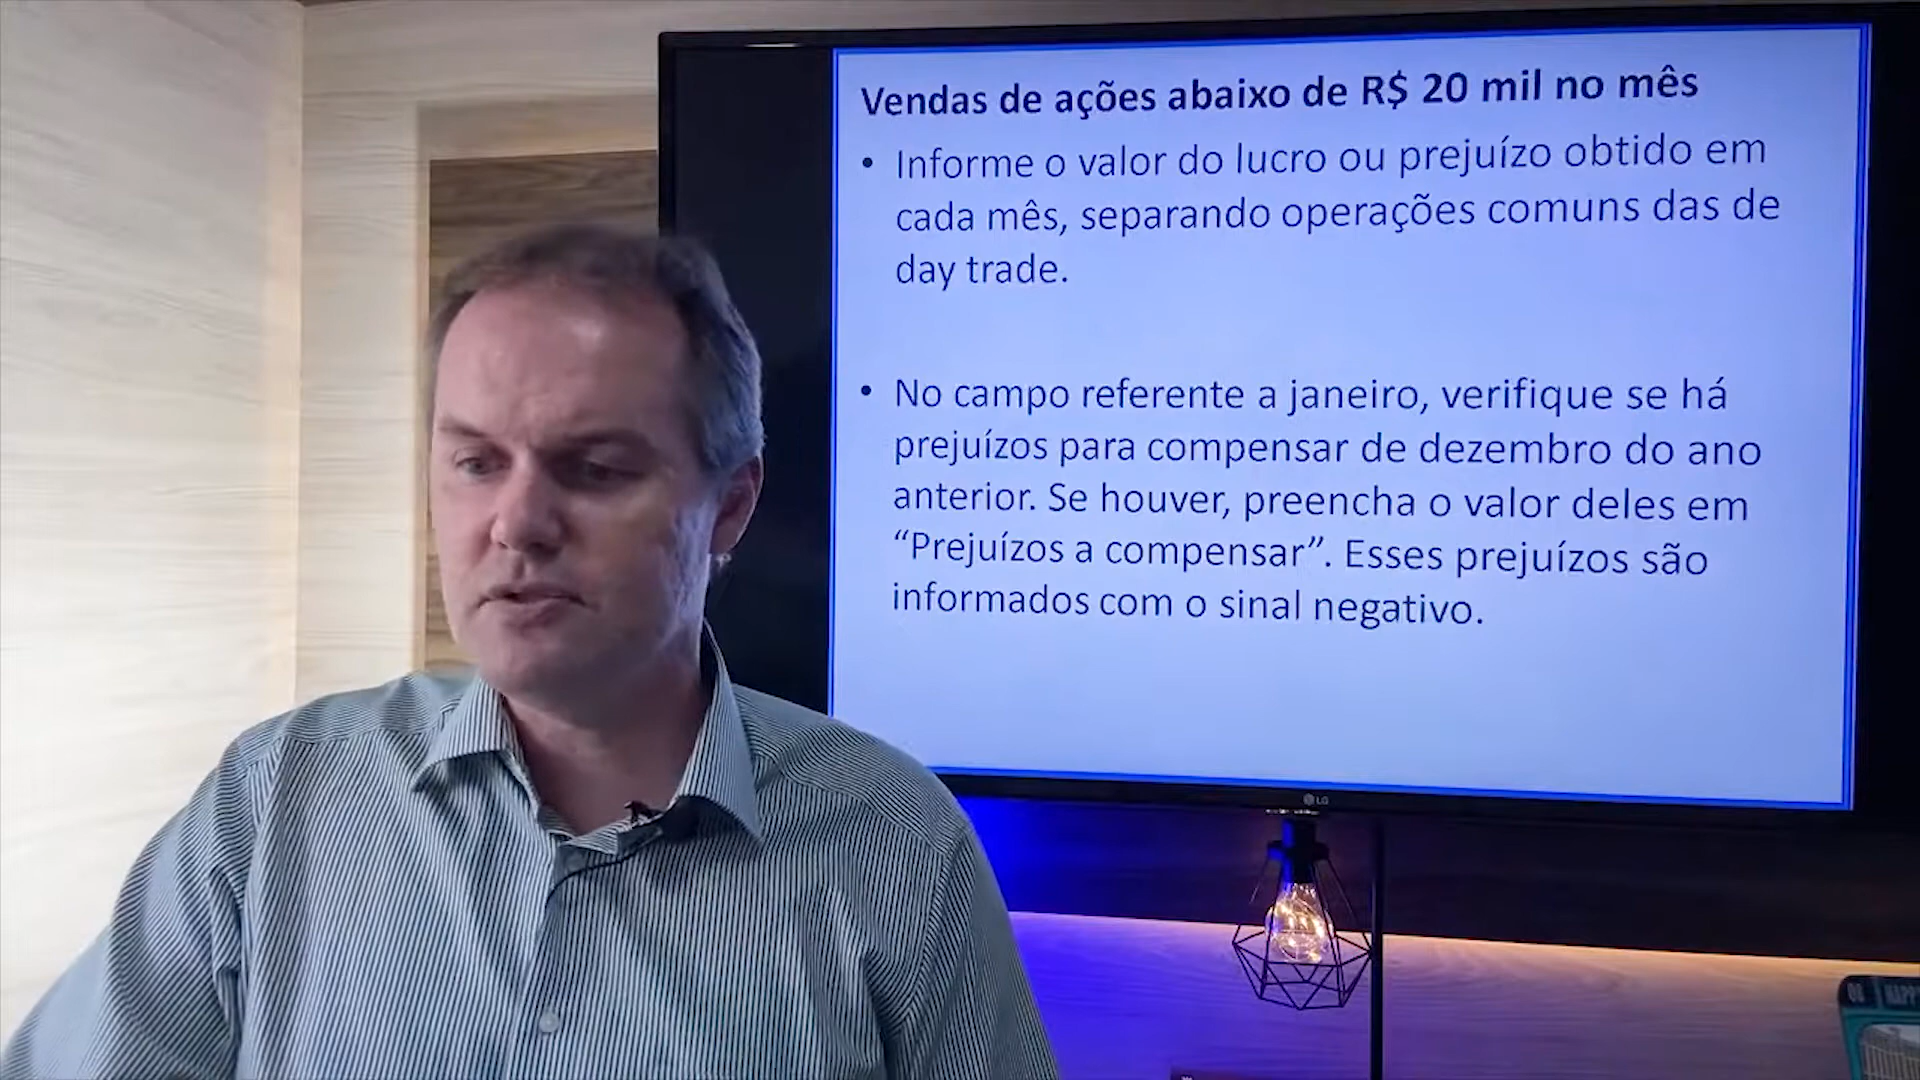 Vendas de ações abaixo de R$ 20 mil no mês
• Informe o valor do lucro ou prejuízo obtido em
cada mês, separando operações comuns das de
day trade.
• No campo referente a janeiro, verifique se há
prejuízos para compensar de dezembro do ano
anterior. Se houver, preencha o valor deles em
“Prejuízos a compensar”. Esses prejuízos são
informados com o sinal negativo.
LG